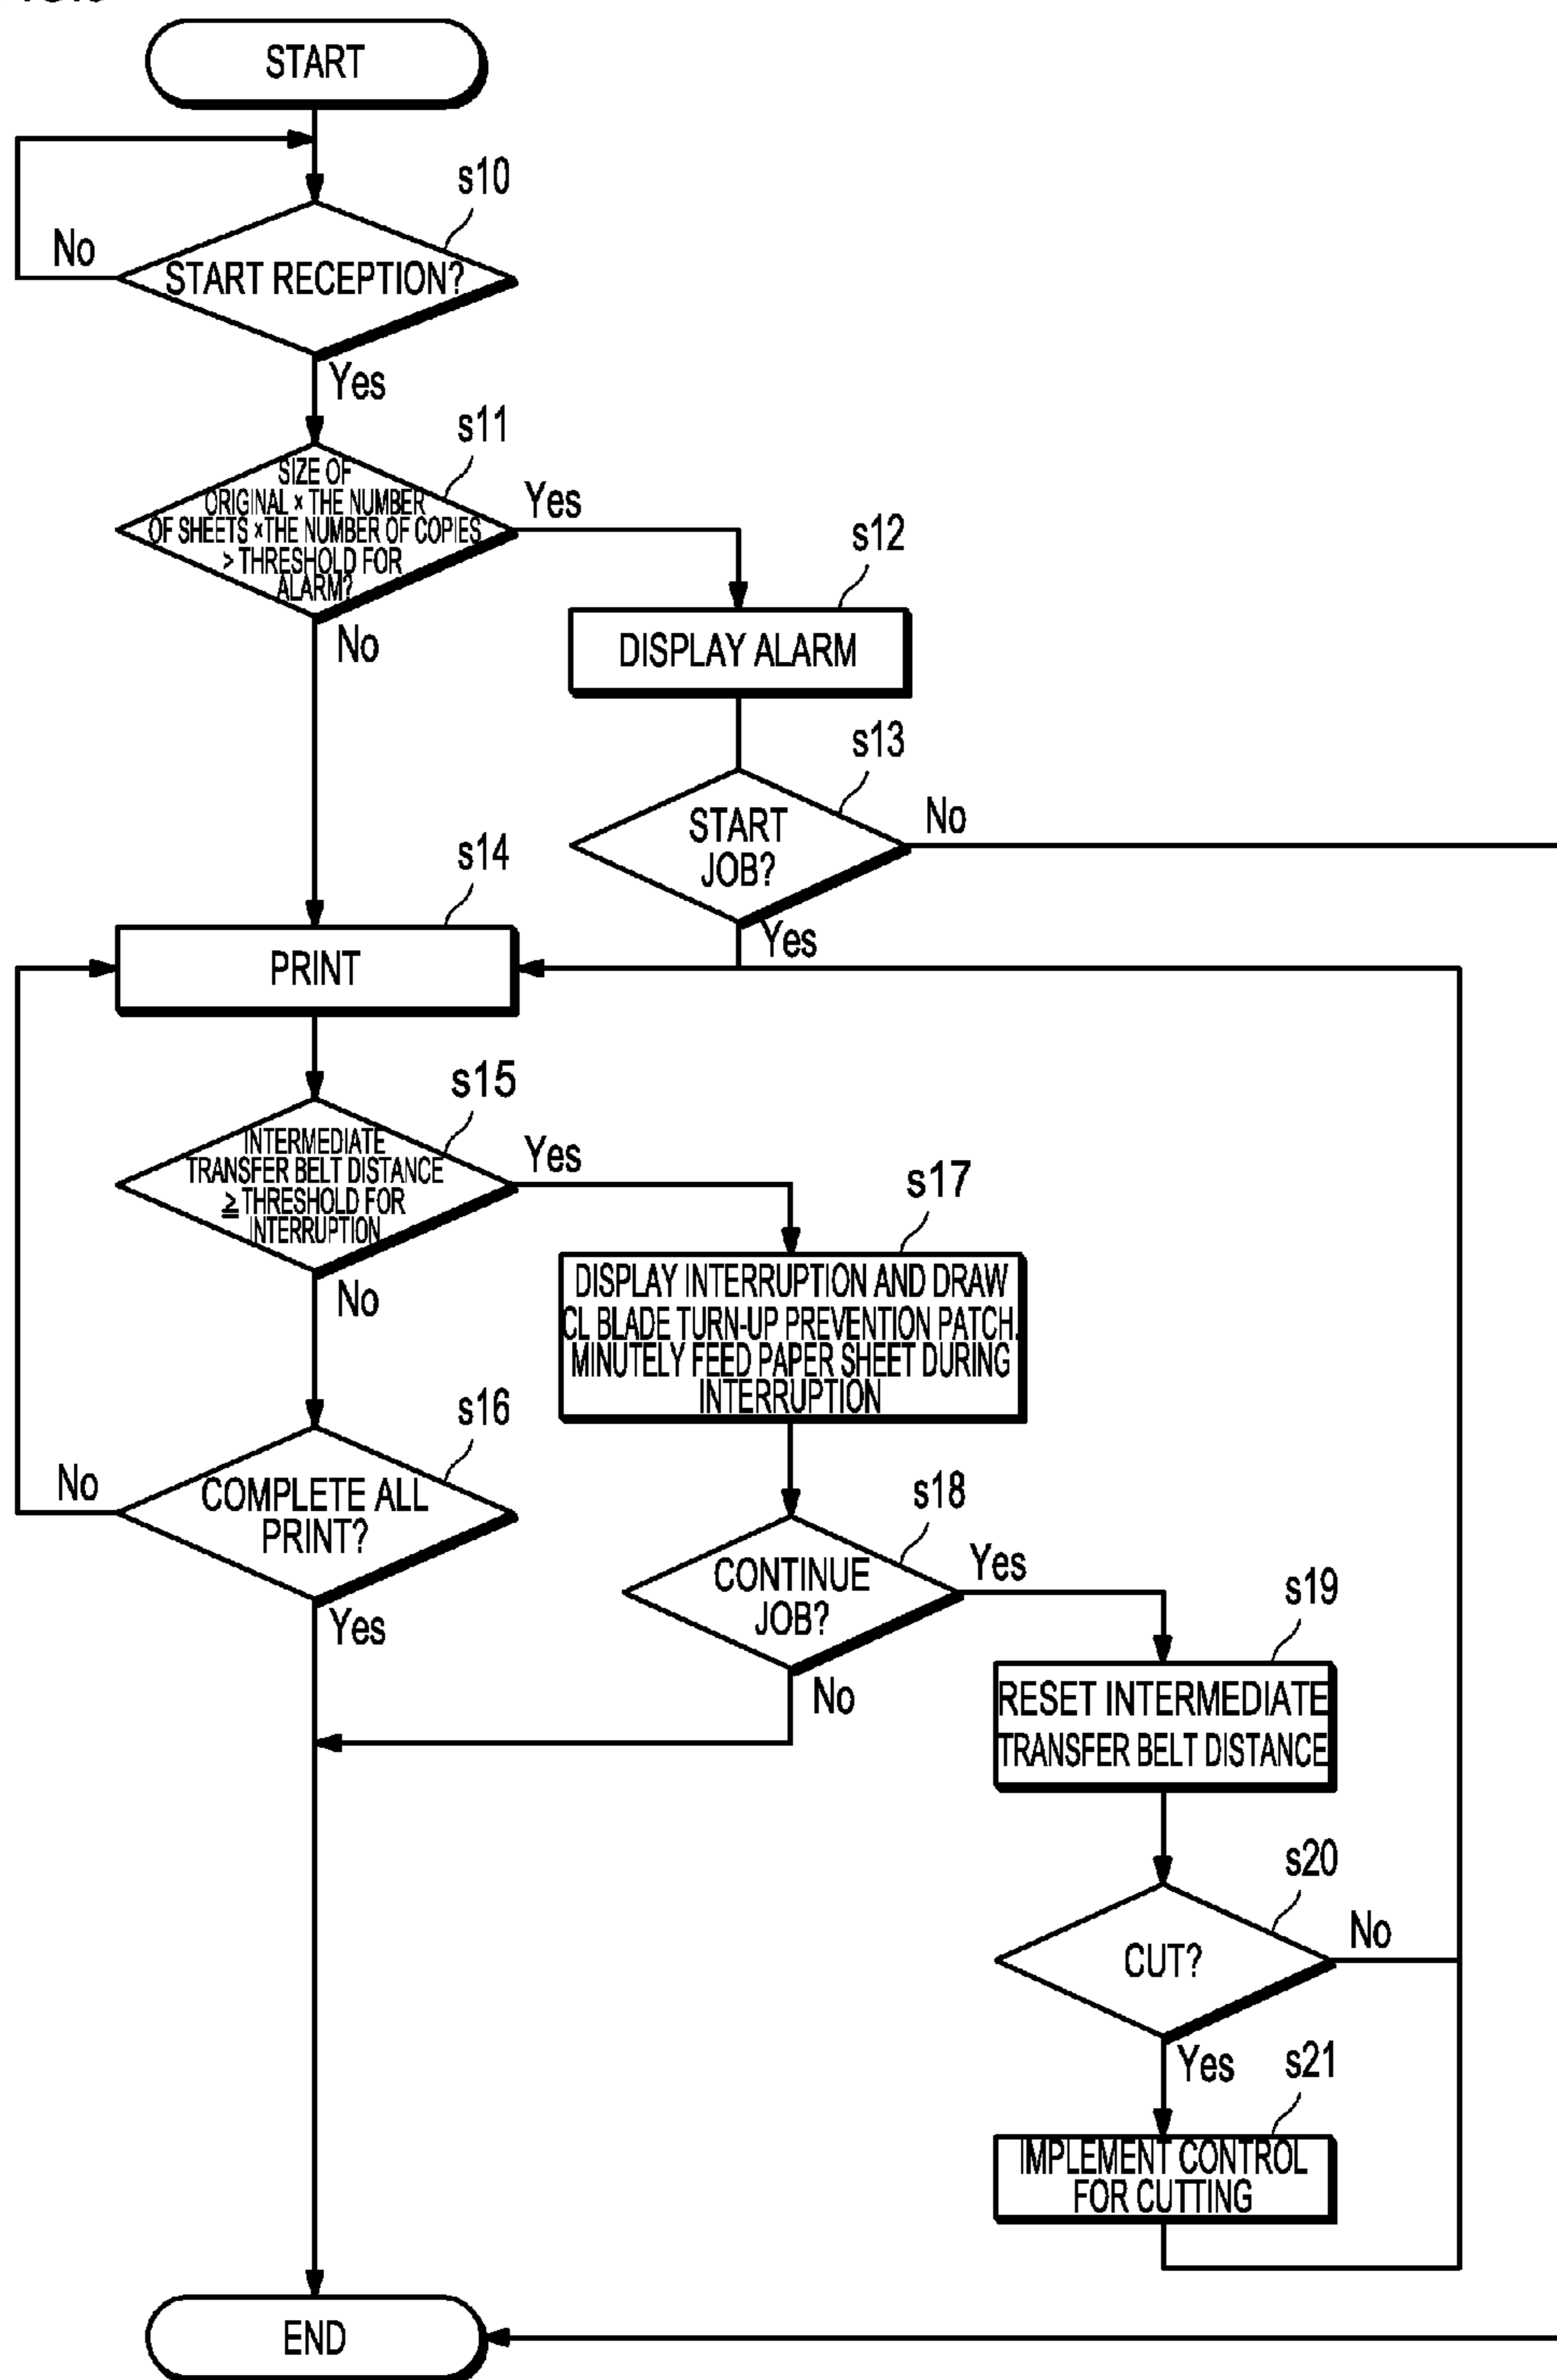 START
s10
No
START RECEPTION?
Yes
s11
SIZE OF
ORIGINAL × THE NUMBER
OF SHEETS ×THE NUMBER OF COPIES
> THRESHOLD FOR
ALARM?
Yes
No
s12
DISPLAY ALARM
s13
START
JOB?
No
Yes
s14
PRINT
s15
INTERMEDIATE
TRANSFER BELT DISTANCE
≥ THRESHOLD FOR
INTERRUPTION
Yes
No
s17
DISPLAY INTERRUPTION AND DRAW
CL BLADE TURN-UP PREVENTION PATCH.
MINUTELY FEED PAPER SHEET DURING
INTERRUPTION
s16
No
COMPLETE ALL
PRINT?
Yes
s18
CONTINUE
JOB?
Yes
No
s19
RESET INTERMEDIATE
TRANSFER BELT DISTANCE
s20
CUT?
No
Yes
s21
IMPLEMENT CONTROL
FOR CUTTING
END